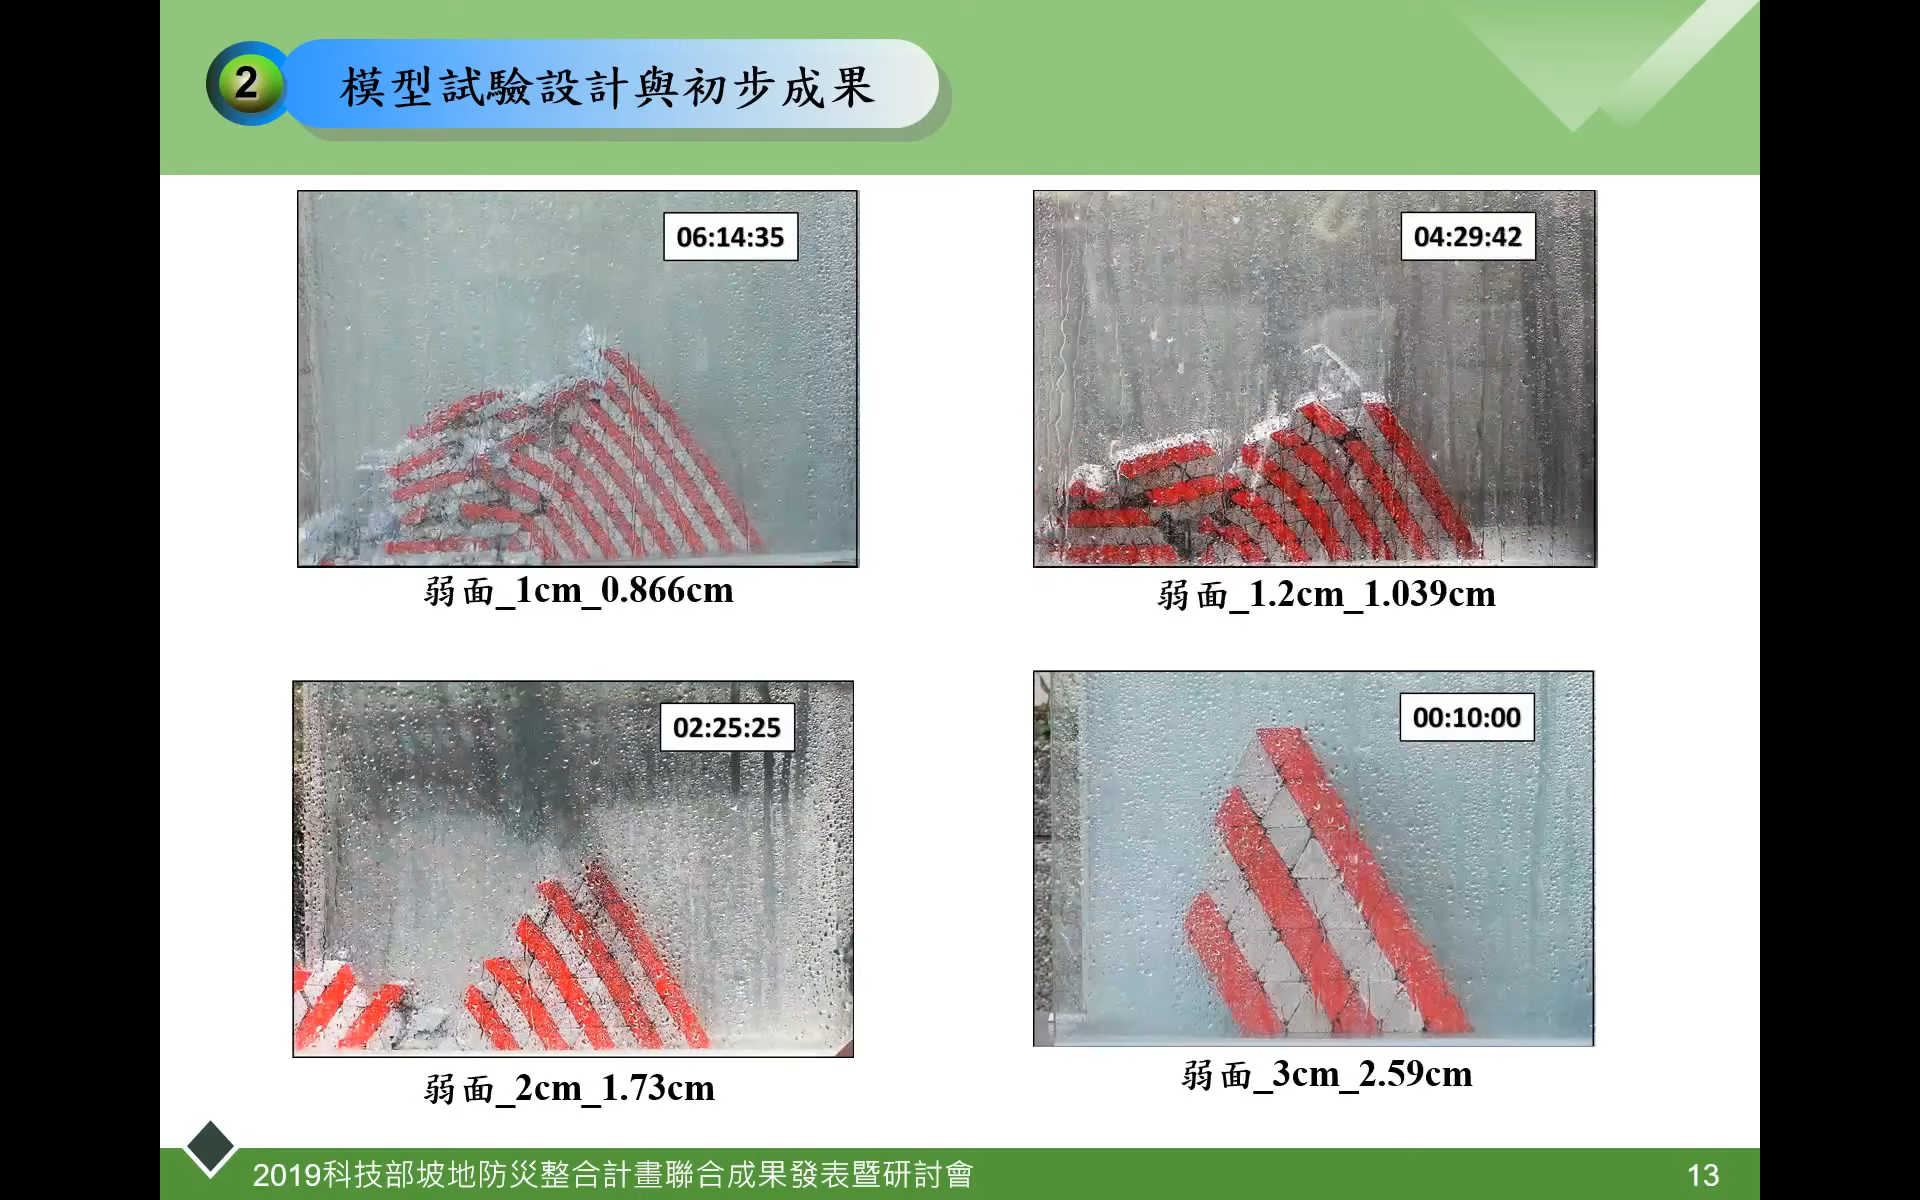 2
模型試驗設計與初步成果
06:14:35
04:29:42
弱面_1cm_0.866cm
弱面_1.2cm_1.039cm
02:25:25
00:10:00
弱面_2cm_1.73cm
弱面_3cm_2.59cm
2019科技部坡地防災整合計畫聯合成果發表暨研討會
13